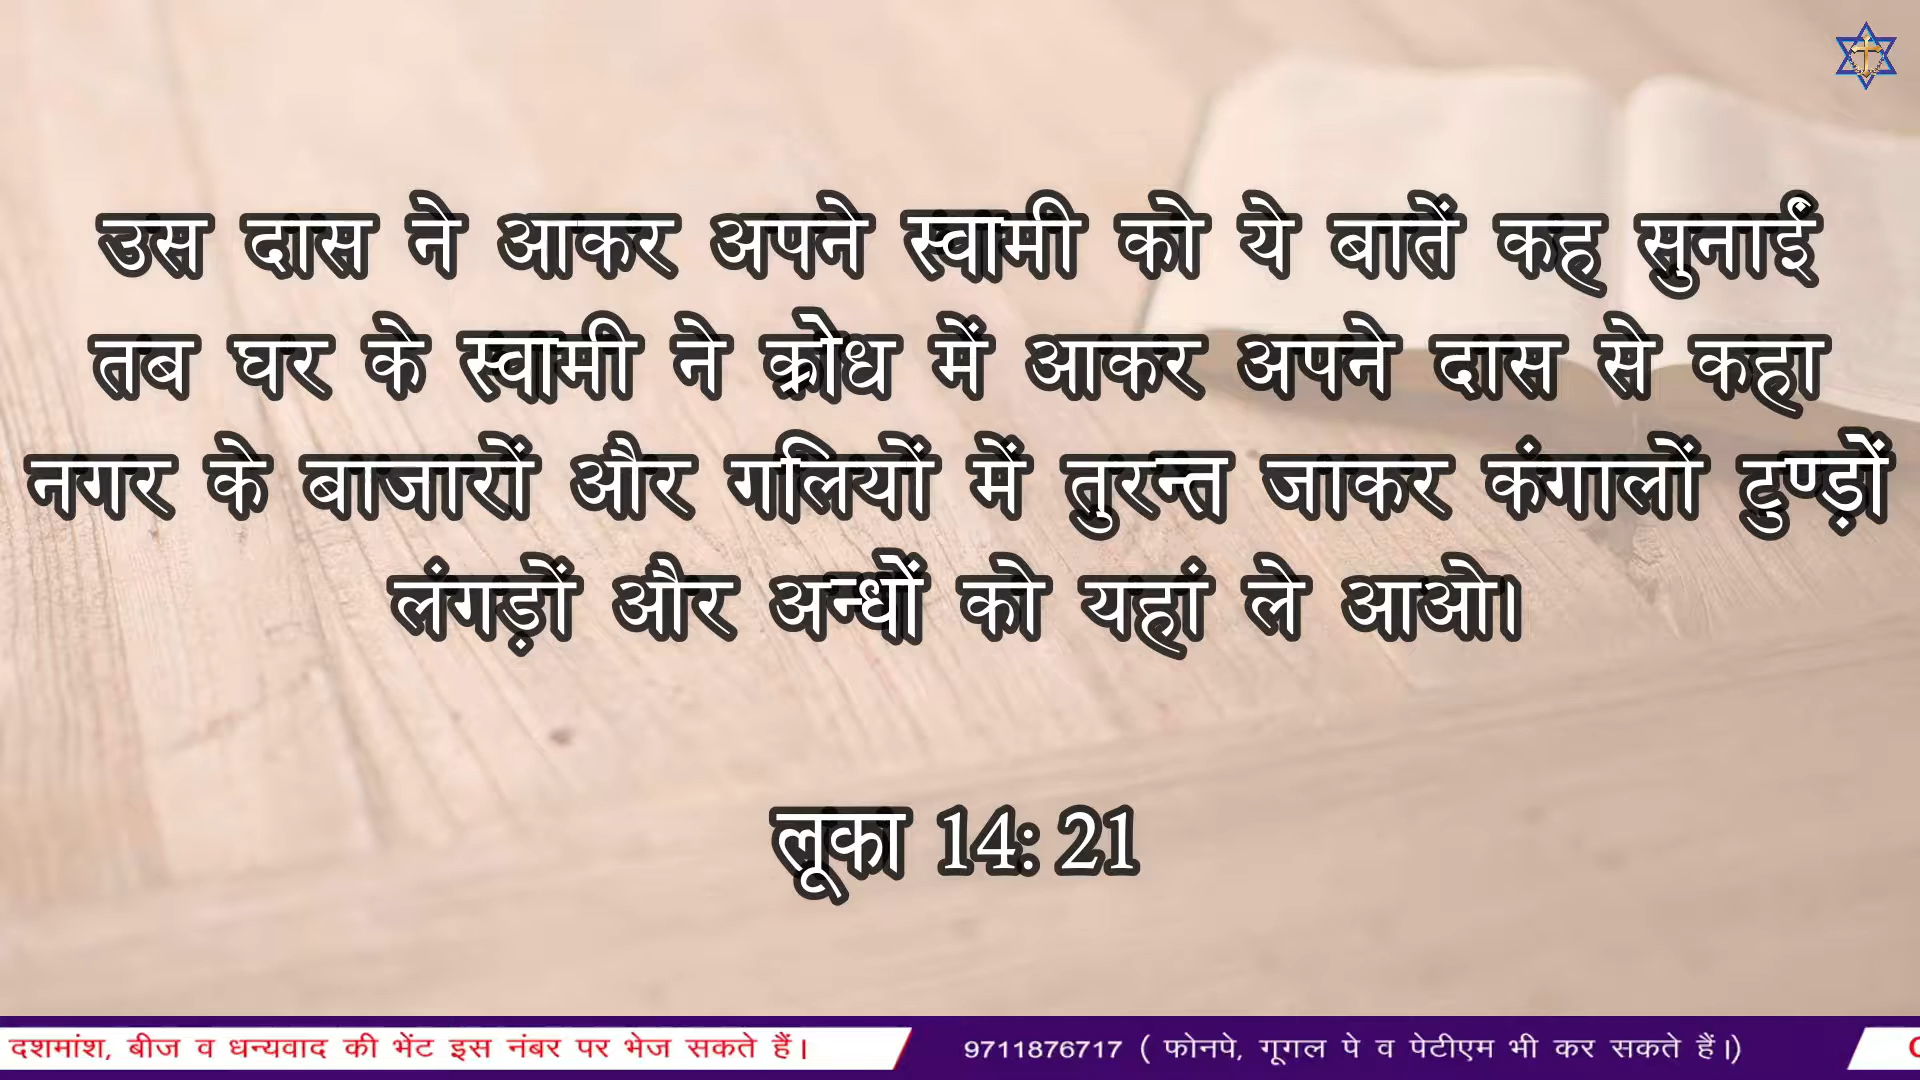 उस दास ने आकर अपने स्वामी को ये बातें कह सुनाईं
तब घर के स्वामी ने क्रोध में आकर अपने दास से कहा
नगर के बाजारों और गलियों में तुरन्त जाकर कंगालों टुण्ड़ों
लंगड़ों और अन्धों को यहां ले आओ।
लूका 14: 21
दशमांश, बीज व धन्यवाद की भेंट इस नंबर पर भेज सकते हैं। 9711876717 ( फोनपे, गूगल पे व पेटीएम भी कर सकते हैं।)